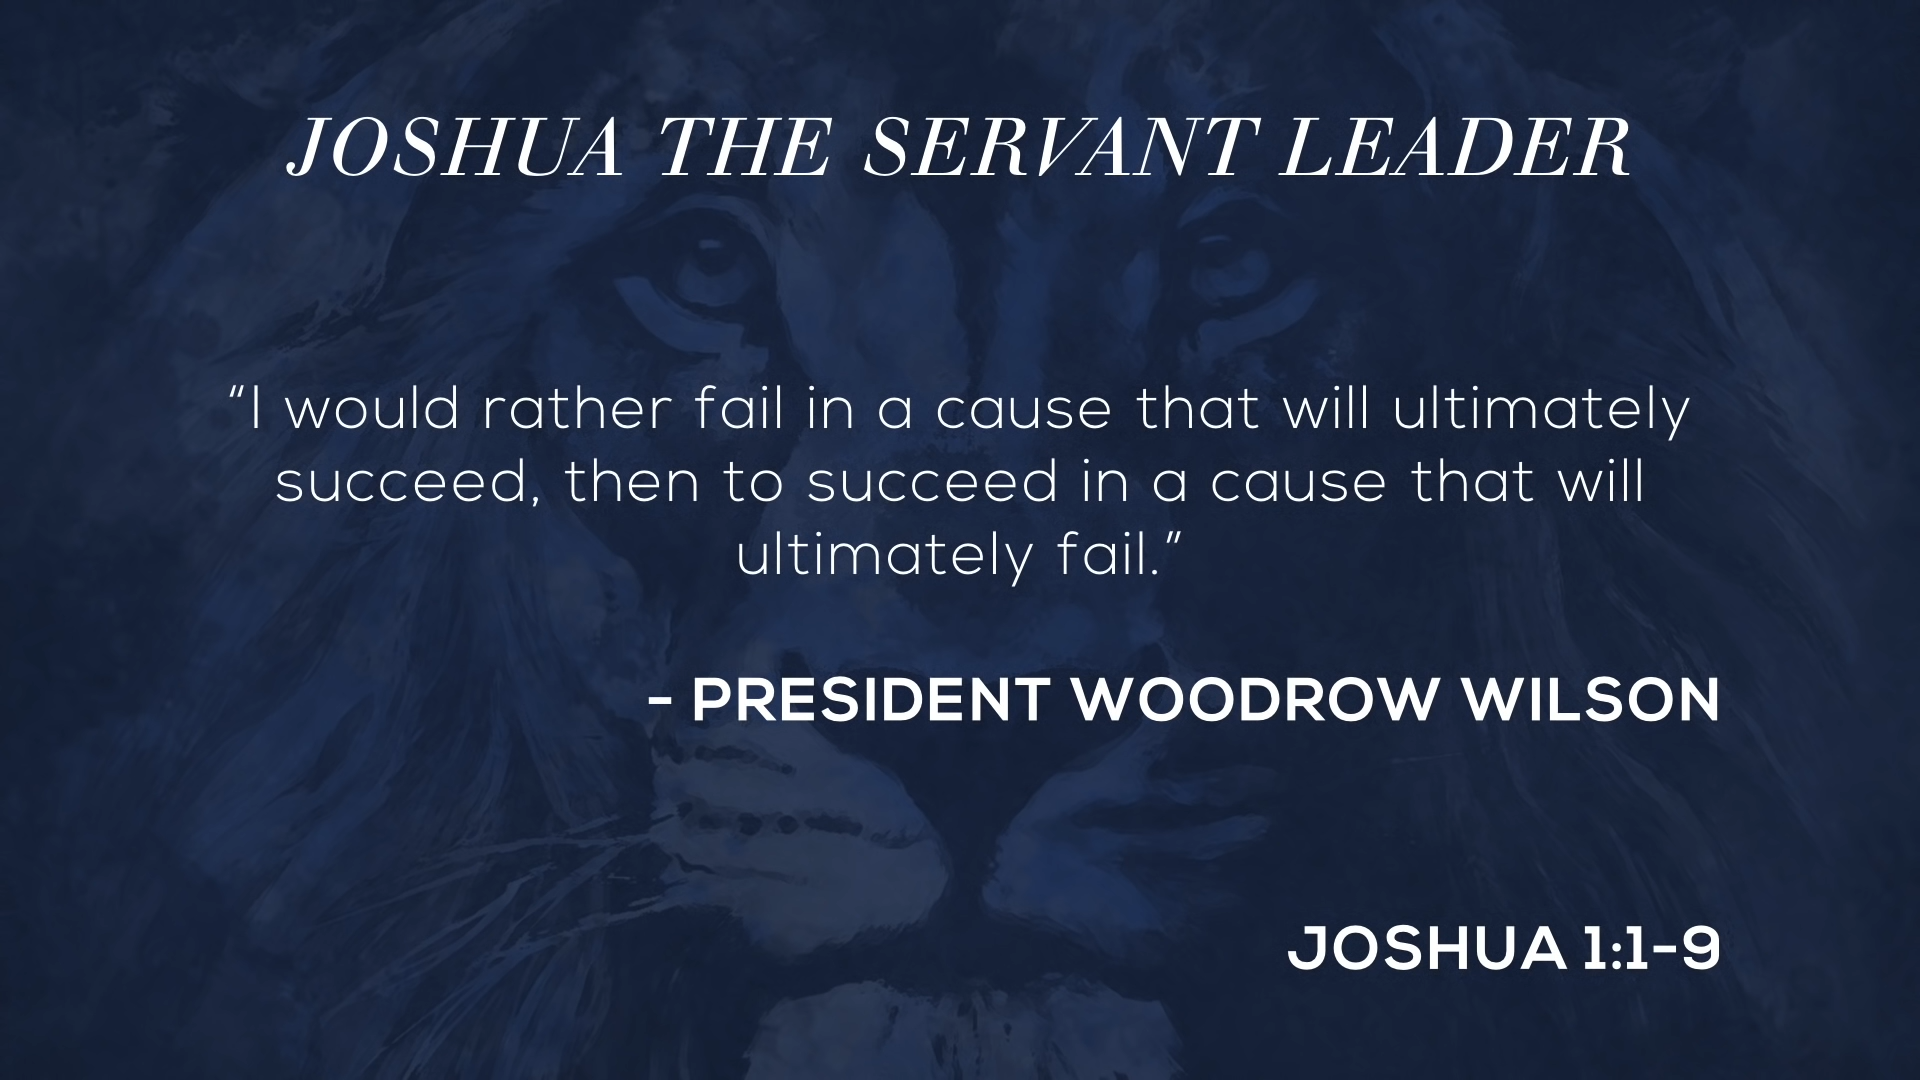 JOSHUA THE SERVANT LEADER
“I would rather fail in a cause that will ultimately
succeed, then to succeed in a cause that will
ultimately fail.”
- PRESIDENT WOODROW WILSON
JOSHUA 1:1-9